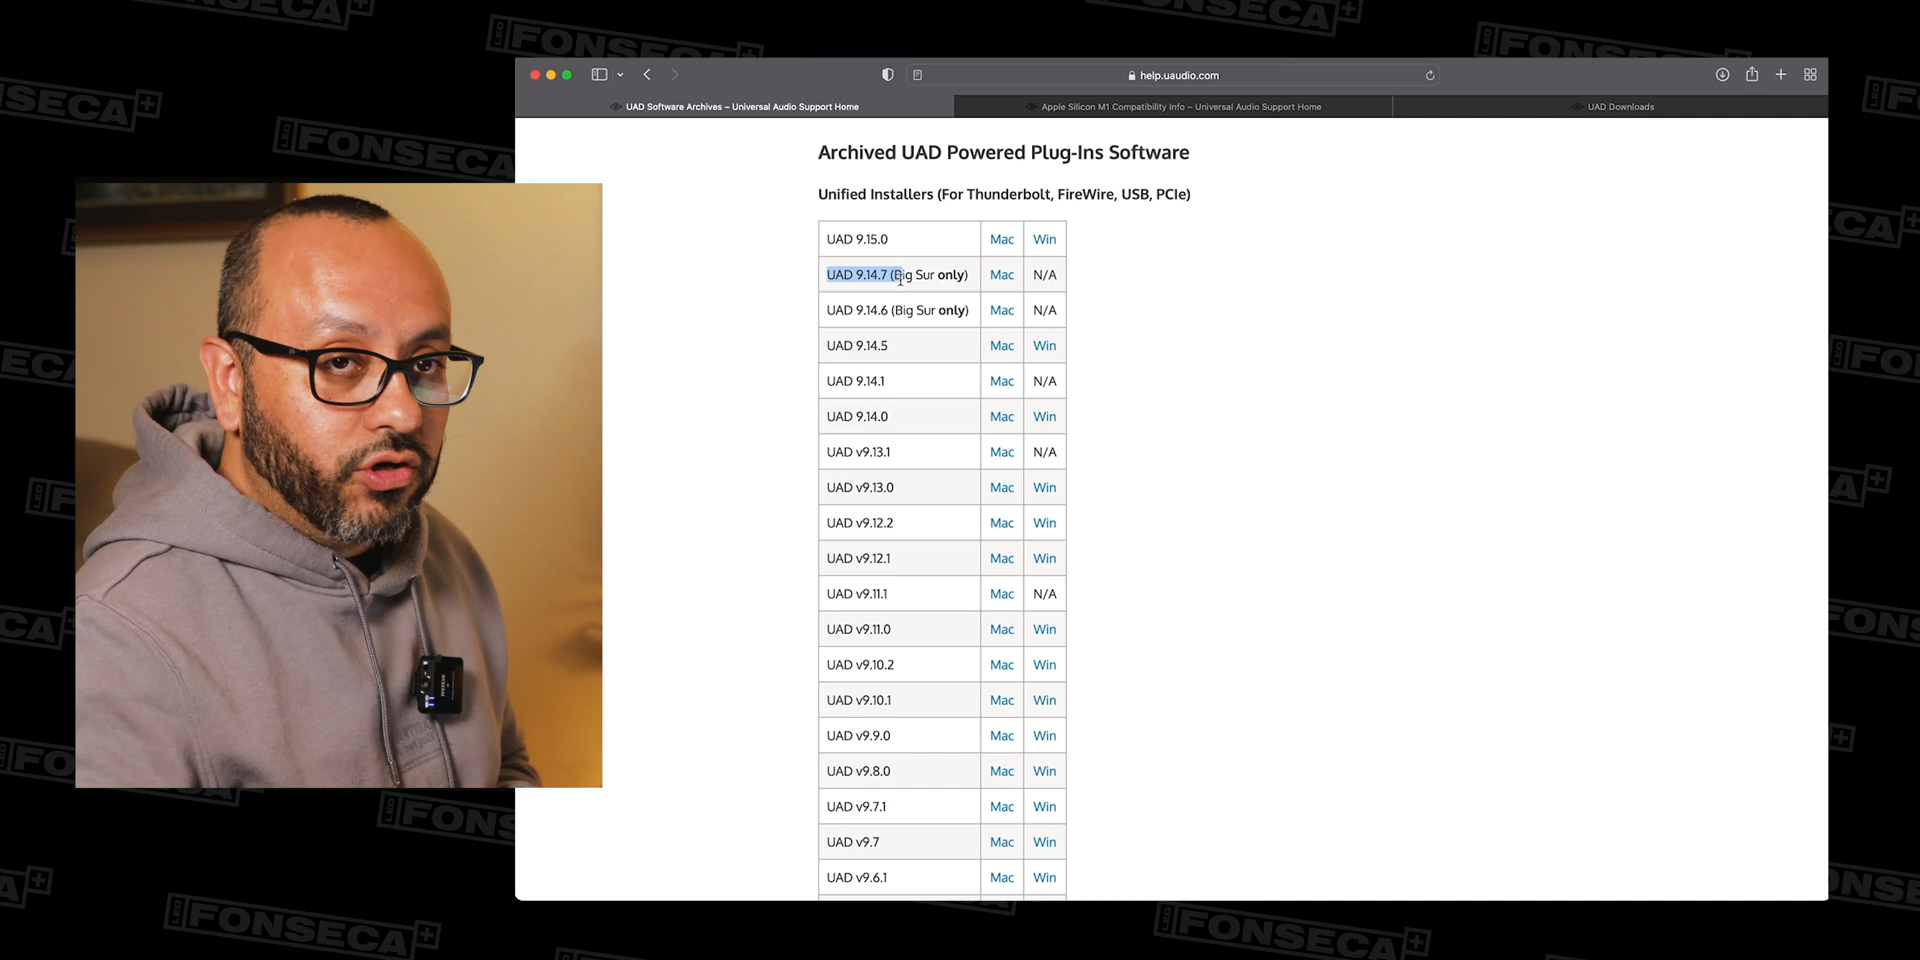 LEO FONSECA+
help.uaudio.com
UAD Software Archives – Universal Audio Support Home
Apple Silicon M1 Compatibility Info – Universal Audio Support Home
UAD Downloads
Archived UAD Powered Plug-Ins Software
Unified Installers (For Thunderbolt, FireWire, USB, PCIe)
UAD 9.15.0 Mac Win
UAD 9.14.7 (Big Sur only) Mac N/A
UAD 9.14.6 (Big Sur only) Mac N/A
UAD 9.14.5 Mac Win
UAD 9.14.1 Mac N/A
UAD 9.14.0 Mac Win
UAD v9.13.1 Mac N/A
UAD v9.13.0 Mac Win
UAD v9.12.2 Mac Win
UAD v9.12.1 Mac Win
UAD v9.11.1 Mac N/A
UAD v9.11.0 Mac Win
UAD v9.10.2 Mac Win
UAD v9.10.1 Mac Win
UAD v9.9.0 Mac Win
UAD v9.8.0 Mac Win
UAD v9.7.1 Mac Win
UAD v9.7 Mac Win
UAD v9.6.1 Mac Win
LEO FONSECA+
LEO FONSECA+